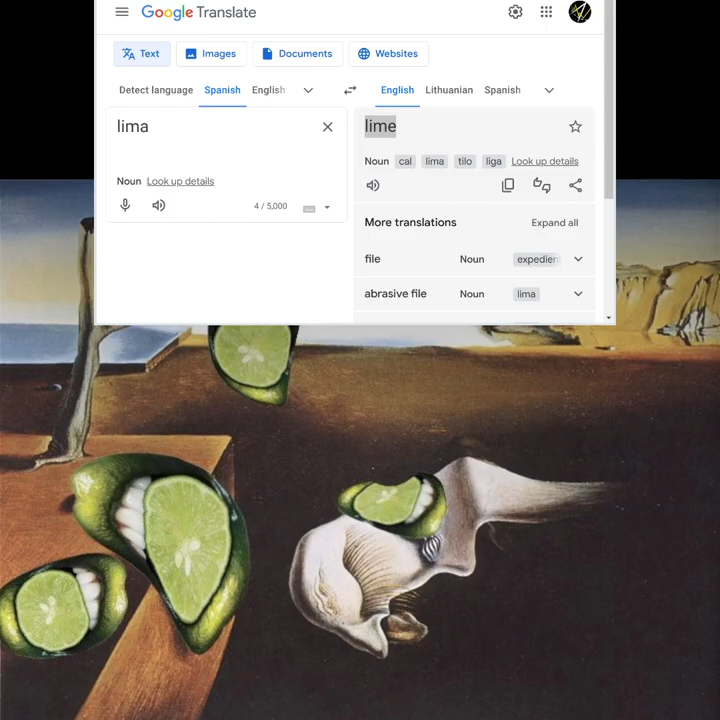 Google Translate
Text Images Documents Websites
Detect language Spanish English English Lithuanian Spanish
lima
lime
Noun cal lima tilo liga Look up details
Noun Look up details
4 / 5,000
More translations Expand all
file Noun expedien
abrasive file Noun lima